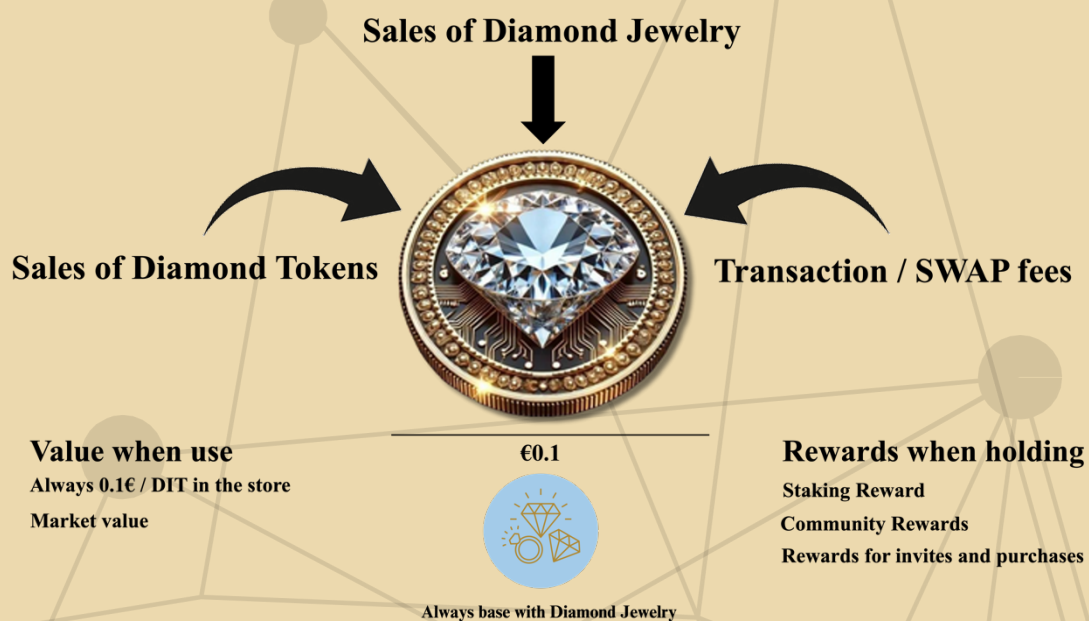 Sales of Diamond Jewelry
Sales of Diamond Tokens
Transaction / SWAP fees
Value when use
Always 0.1€ / DIT in the store
Market value
€0.1
Always base with Diamond Jewelry
Rewards when holding
Staking Reward
Community Rewards
Rewards for invites and purchases